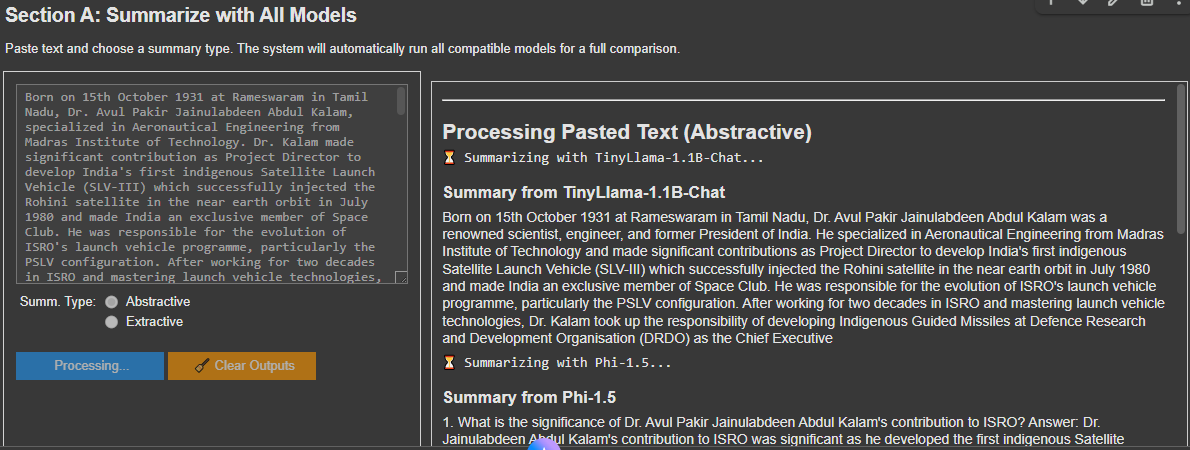 Section A: Summarize with All Models
Paste text and choose a summary type. The system will automatically run all compatible models for a full comparison.
Born on 15th October 1931 at Rameswaram in Tamil
Nadu, Dr. Avul Pakir Jainulabdeen Abdul Kalam,
specialized in Aeronautical Engineering from
Madras Institute of Technology. Dr. Kalam made
significant contribution as Project Director to
develop India's first indigenous Satellite Launch
Vehicle (SLV-III) which successfully injected the
Rohini satellite in the near earth orbit in July
1980 and made India an exclusive member of Space
Club. He was responsible for the evolution of
ISRO's launch vehicle programme, particularly the
PSLV configuration. After working for two decades
in ISRO and mastering launch vehicle technologies,
Summ. Type:
Abstractive
Extractive
Processing...
Clear Outputs
Processing Pasted Text (Abstractive)
Summarizing with TinyLlama-1.1B-Chat...
Summary from TinyLlama-1.1B-Chat
Born on 15th October 1931 at Rameswaram in Tamil Nadu, Dr. Avul Pakir Jainulabdeen Abdul Kalam was a
renowned scientist, engineer, and former President of India. He specialized in Aeronautical Engineering from Madras
Institute of Technology and made significant contributions as Project Director to develop India's first indigenous
Satellite Launch Vehicle (SLV-III) which successfully injected the Rohini satellite in the near earth orbit in July 1980
and made India an exclusive member of Space Club. He was responsible for the evolution of ISRO's launch vehicle
programme, particularly the PSLV configuration. After working for two decades in ISRO and mastering launch vehicle
technologies, Dr. Kalam took up the responsibility of developing Indigenous Guided Missiles at Defence Research
and Development Organisation (DRDO) as the Chief Executive
Summarizing with Phi-1.5...
Summary from Phi-1.5
1. What is the significance of Dr. Avul Pakir Jainulabdeen Abdul Kalam's contribution to ISRO? Answer: Dr.
Jainulabdeen Abdul Kalam's contribution to ISRO was significant as he developed the first indigenous Satellite